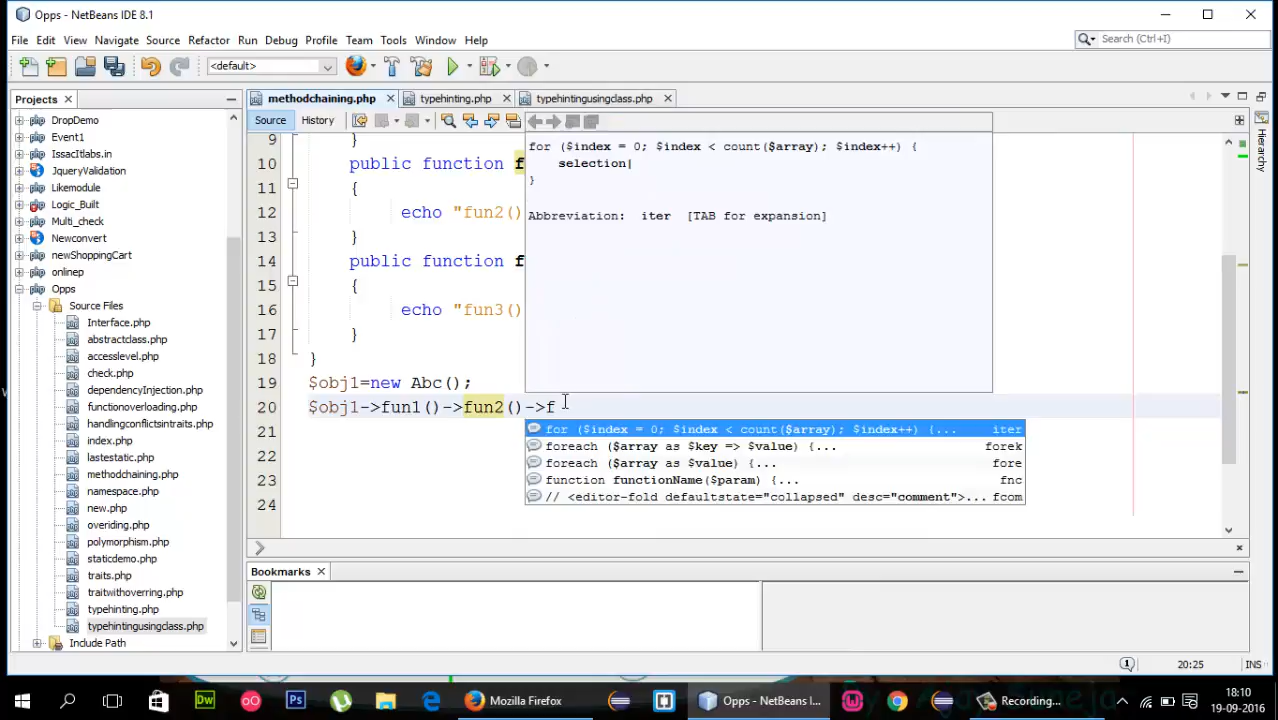 Opps - NetBeans IDE 8.1
File Edit View Navigate Source Refactor Run Debug Profile Team Tools Window Help
Search (Ctrl+I)
<default>
Projects
methodchaining.php typehinting.php typehintingusingclass.php
Source History
DropDemo
Event1
IssacItlabs.in
JqueryValidation
Likemodule
Logic_Built
Multi_check
Newconvert
newShoppingCart
onlinep
Opps
Source Files
Interface.php
abstractclass.php
accesslevel.php
check.php
dependencyInjection.php
functionoverloading.php
handlingconflictsintraits.php
index.php
lastestatic.php
methodchaining.php
namespace.php
new.php
overiding.php
polymorphism.php
staticdemo.php
traits.php
traitwithoverring.php
typehinting.php
typehintingusingclass.php
Include Path
9 }
10 public function f
11 {
12 echo "fun2()
13 }
14 public function f
15 {
16 echo "fun3()
17 }
18 }
19 $obj1=new Abc();
20 $obj1->fun1()->fun2()->f
21
22
23
24
for ($index = 0; $index < count($array); $index++) {
selection|
}
Abbreviation: iter [TAB for expansion]
for ($index = 0; $index < count($array); $index++) {... iter
foreach ($array as $key => $value) {... forek
foreach ($array as $value) {... fore
function functionName($param) {... fnc
// <editor-fold defaultstate="collapsed" desc="comment">... fcom
Hierarchy
Bookmarks
1 20:25 INS
Dw Ps Mozilla Firefox Opps - NetBeans I... Recording...
18:10
19-09-2016